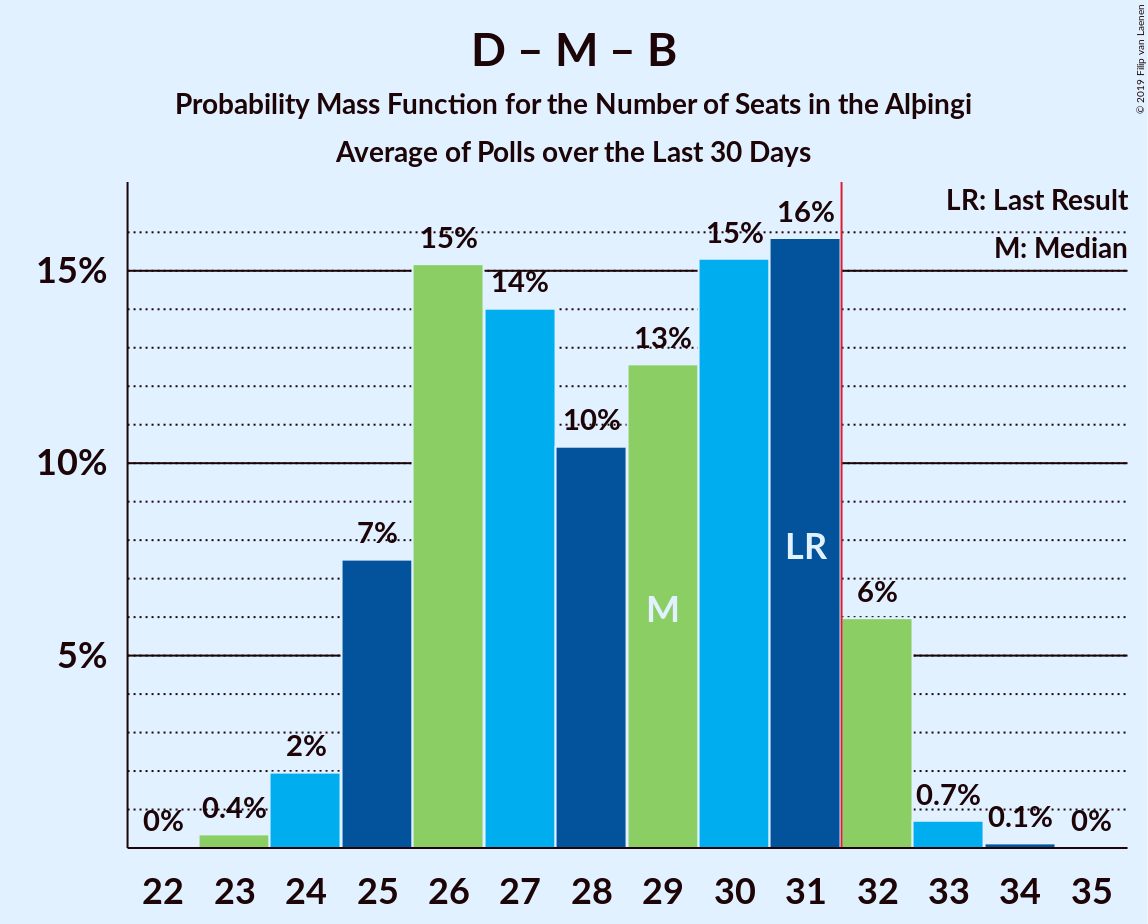 D – M – B
Probability Mass Function for the Number of Seats in the Alþingi
Average of Polls over the Last 30 Days
© 2019 Filip van Laenen
LR: Last Result
M: Median
15%
10%
5%
0%
0.4%
2%
7%
15%
14%
10%
13%
15%
16%
6%
0.7%
0.1%
0%
M
LR
22 23 24 25 26 27 28 29 30 31 32 33 34 35